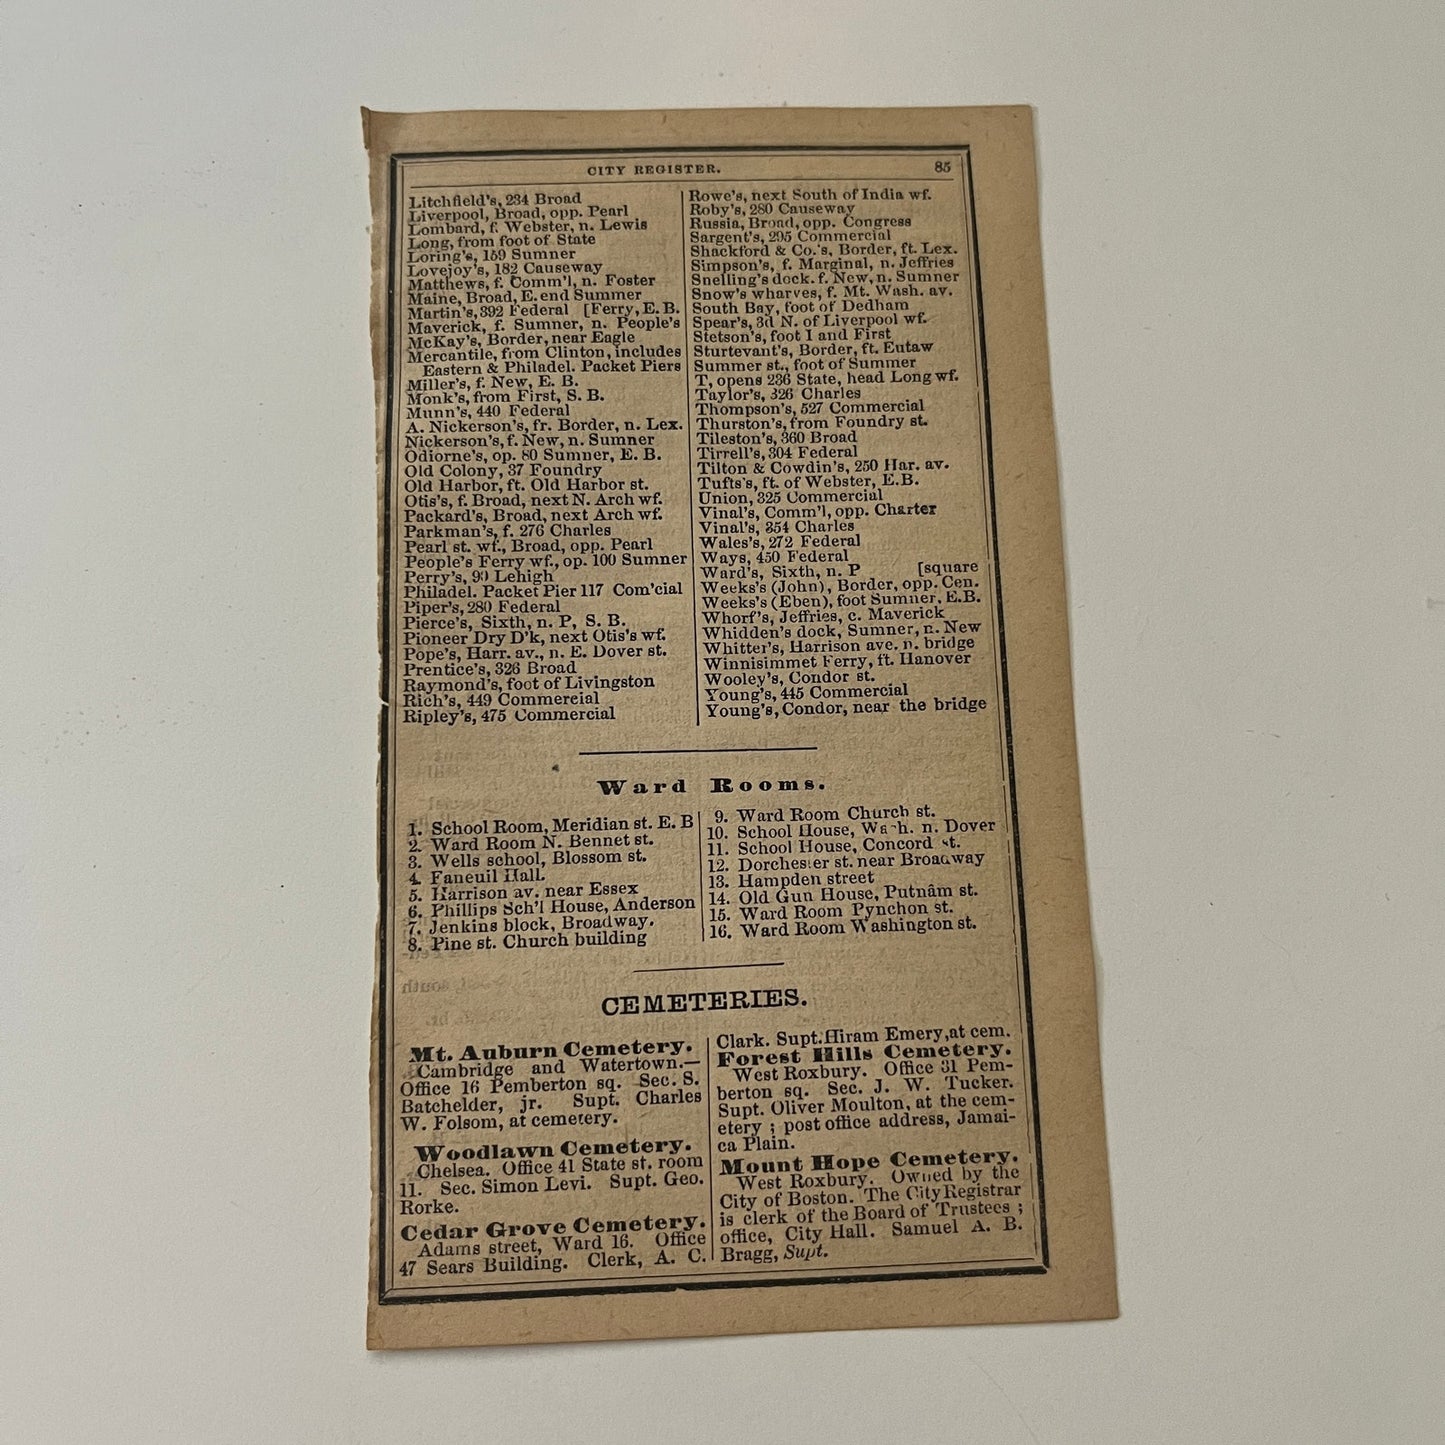 CITY REGISTER.
85
Litchfield's, 234 Broad
Liverpool, Broad, opp. Pearl
Lombard, f. Webster, n. Lewis
Long, from foot of State
Loring's, 159 Sumner
Lovejoy's, 182 Causeway
Matthews, f. Comm'l, n. Foster
Maine, Broad, E. end Summer
Martin's, 392 Federal [Ferry, E. B.
Maverick, f. Sumner, n. People's
McKay's, Border, near Eagle
Mercantile, from Clinton, includes
Eastern & Philadel. Packet Piers
Miller's, f. New, E. B.
Monk's, from First, S. B.
Munn's, 440 Federal
A. Nickerson's, fr. Border, n. Lex.
Nickerson's, f. New, n. Sumner
Odiorne's, op. 80 Sumner, E. B.
Old Colony, 37 Foundry
Old Harbor, ft. Old Harbor st.
Otis's, f. Broad, next N. Arch wf.
Packard's, Broad, next Arch wf.
Parkman's, f. 276 Charles
Pearl st. wf., Broad, opp. Pearl
People's Ferry wf., op. 100 Sumner
Perry's, 90 Lehigh
Philadel. Packet Pier 117 Com'cial
Piper's, 280 Federal
Pierce's, Sixth, n. P, S. B.
Pioneer Dry D'k, next Otis's wf.
Pope's, Harr. av., n. E. Dover st.
Prentice's, 326 Broad
Raymond's, foot of Livingston
Rich's, 449 Commercial
Ripley's, 475 Commercial
Rowe's, next South of India wf.
Roby's, 280 Causeway
Russia, Broad, opp. Congress
Sargent's, 295 Commercial
Shackford & Co.'s, Border, ft. Lex.
Simpson's, f. Marginal, n. Jeffries
Snelling's dock. f. New, n. Sumner
Snow's wharves, f. Mt. Wash. av.
South Bay, foot of Dedham
Spear's, 3d N. of Liverpool wf.
Stetson's, foot I and First
Sturtevant's, Border, ft. Eutaw
Summer st., foot of Summer
T, opens 236 State, head Long wf.
Taylor's, 326 Charles
Thompson's, 527 Commercial
Thurston's, from Foundry st.
Tileston's, 360 Broad
Tirrell's, 304 Federal
Tilton & Cowdin's, 250 Har. av.
Tufts's, ft. of Webster, E.B.
Union, 325 Commercial
Vinal's, Comm'l, opp. Charter
Vinal's, 354 Charles
Wales's, 272 Federal
Ways, 450 Federal
Ward's, Sixth, n. P [square
Weeks's (John), Border, opp. Cen.
Weeks's (Eben), foot Sumner, E.B.
Whorf's, Jeffries, c. Maverick
Whidden's dock, Sumner, n. New
Whitter's, Harrison ave. n. bridge
Winnisimmet Ferry, ft. Hanover
Wooley's, Condor st.
Young's, 445 Commercial
Young's, Condor, near the bridge
Ward Rooms.
1. School Room, Meridian st. E. B
2. Ward Room N. Bennet st.
3. Wells school, Blossom st.
4. Faneuil Hall.
5. Harrison av. near Essex
6. Phillips Sch'l House, Anderson
7. Jenkins block, Broadway.
8. Pine st. Church building
9. Ward Room Church st.
10. School House, Wash. n. Dover
11. School House, Concord st.
12. Dorchester st. near Broadway
13. Hampden street
14. Old Gun House, Putnam st.
15. Ward Room Pynchon st.
16. Ward Room Washington st.
CEMETERIES.
Mt. Auburn Cemetery.
Cambridge and Watertown.—
Office 16 Pemberton sq. Sec. S.
Batchelder, jr. Supt. Charles
W. Folsom, at cemetery.
Woodlawn Cemetery.
Chelsea. Office 41 State st. room
11. Sec. Simon Levi. Supt. Geo.
Rorke.
Cedar Grove Cemetery.
Adams street, Ward 16. Office
47 Sears Building. Clerk, A. C.
Clark. Supt. Hiram Emery, at cem.
Forest Hills Cemetery.
West Roxbury. Office 31 Pem-
berton sq. Sec. J. W. Tucker.
Supt. Oliver Moulton, at the cem-
etery ; post office address, Jamai-
ca Plain.
Mount Hope Cemetery.
West Roxbury. Owned by the
City of Boston. The City Registrar
is clerk of the Board of Trustees ;
office, City Hall. Samuel A. B.
Bragg, Supt.